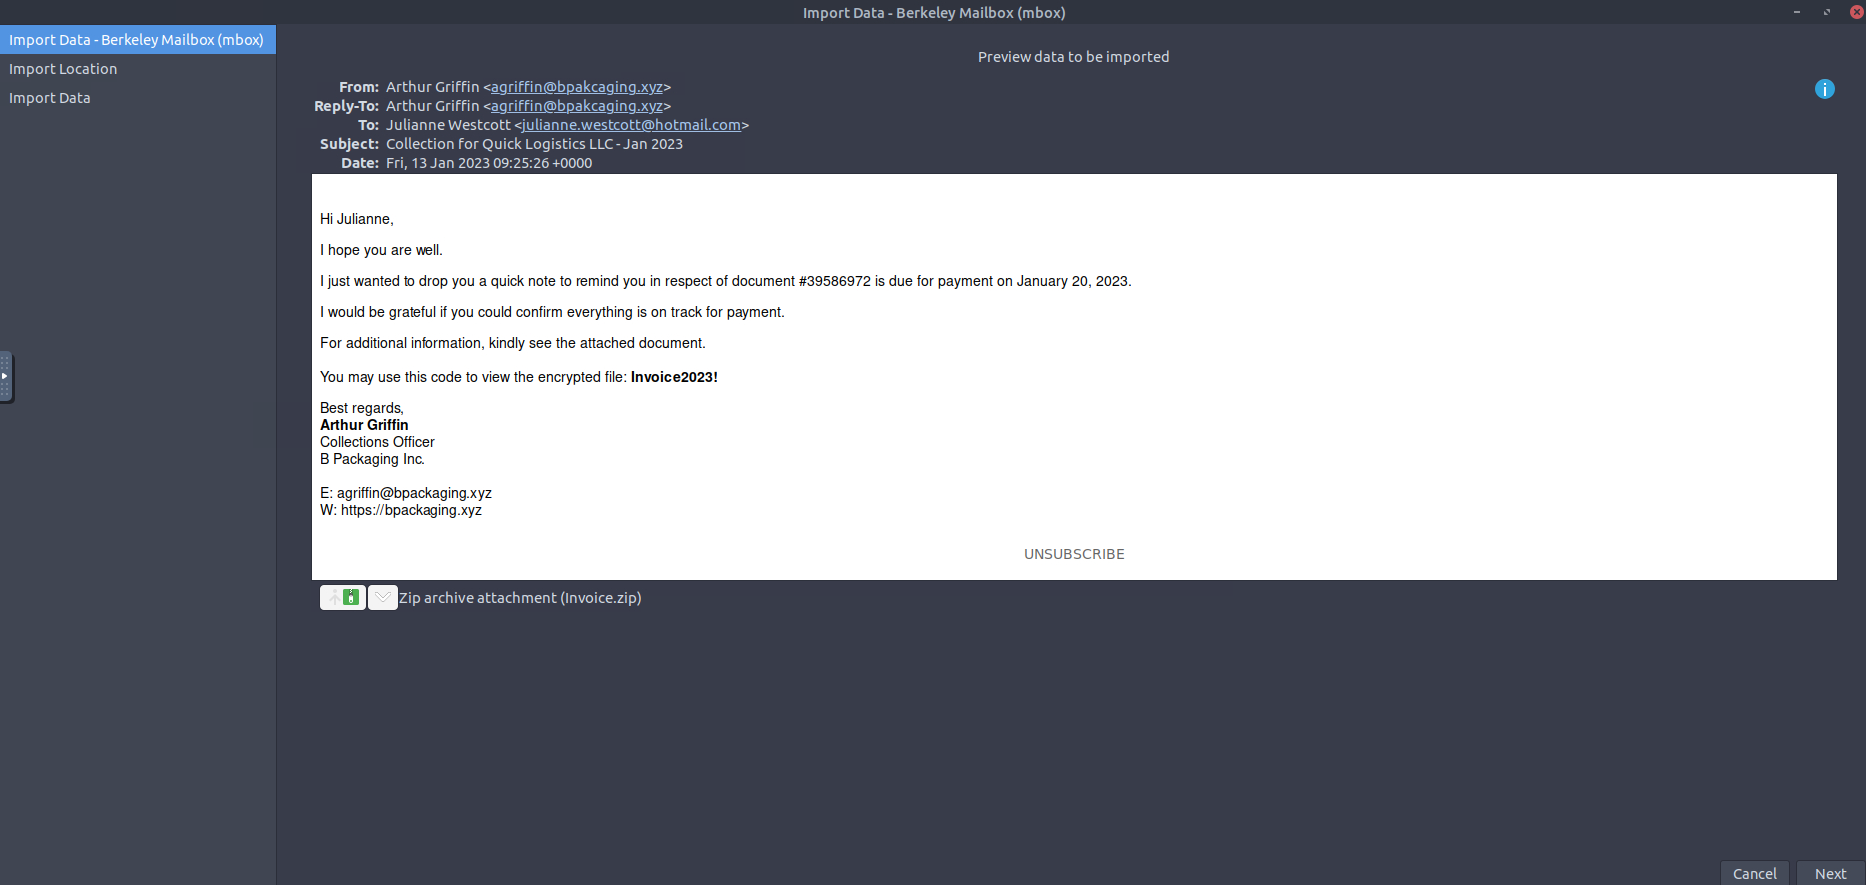 Import Data - Berkeley Mailbox (mbox)
Import Data - Berkeley Mailbox (mbox)
Import Location
Import Data
Preview data to be imported
From: Arthur Griffin <agriffin@bpakcaging.xyz>
Reply-To: Arthur Griffin <agriffin@bpakcaging.xyz>
To: Julianne Westcott <julianne.westcott@hotmail.com>
Subject: Collection for Quick Logistics LLC - Jan 2023
Date: Fri, 13 Jan 2023 09:25:26 +0000
Hi Julianne,
I hope you are well.
I just wanted to drop you a quick note to remind you in respect of document #39586972 is due for payment on January 20, 2023.
I would be grateful if you could confirm everything is on track for payment.
For additional information, kindly see the attached document.
You may use this code to view the encrypted file: Invoice2023!
Best regards,
Arthur Griffin
Collections Officer
B Packaging Inc.
E: agriffin@bpackaging.xyz
W: https://bpackaging.xyz
UNSUBSCRIBE
Zip archive attachment (Invoice.zip)
Cancel
Next